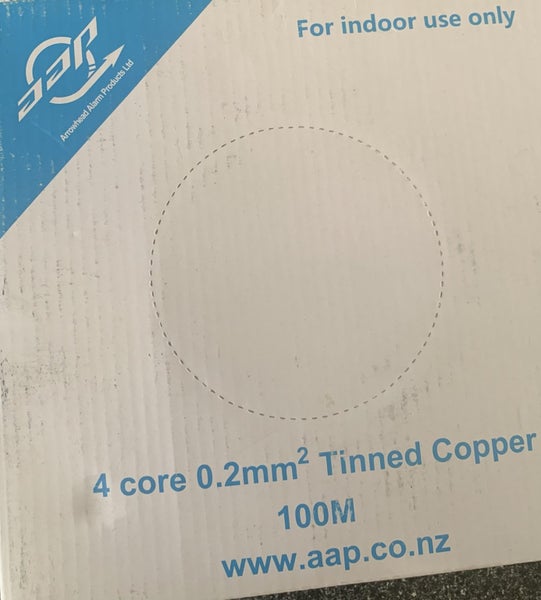 For indoor use only
aap
Arrowhead Alarm Products Ltd
4 core 0.2mm² Tinned Copper
100M
www.aap.co.nz